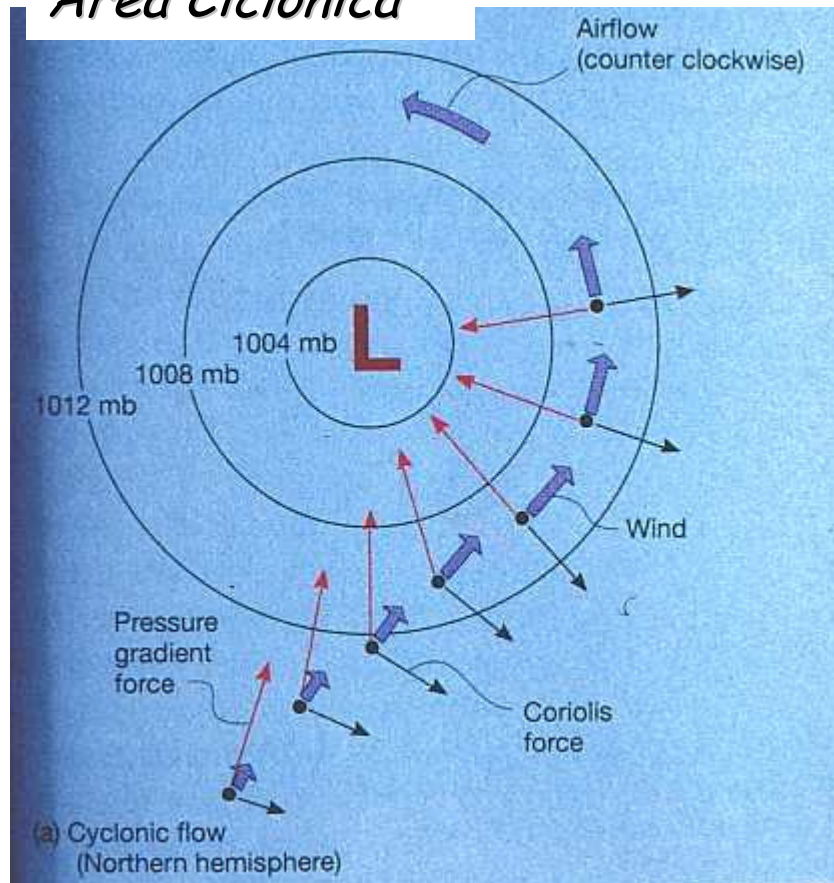 Area Ciclonica
Airflow
(counter clockwise)
L
1004 mb
1008 mb
1012 mb
Wind
Pressure
gradient
force
Coriolis
force
(a) Cyclonic flow
(Northern hemisphere)